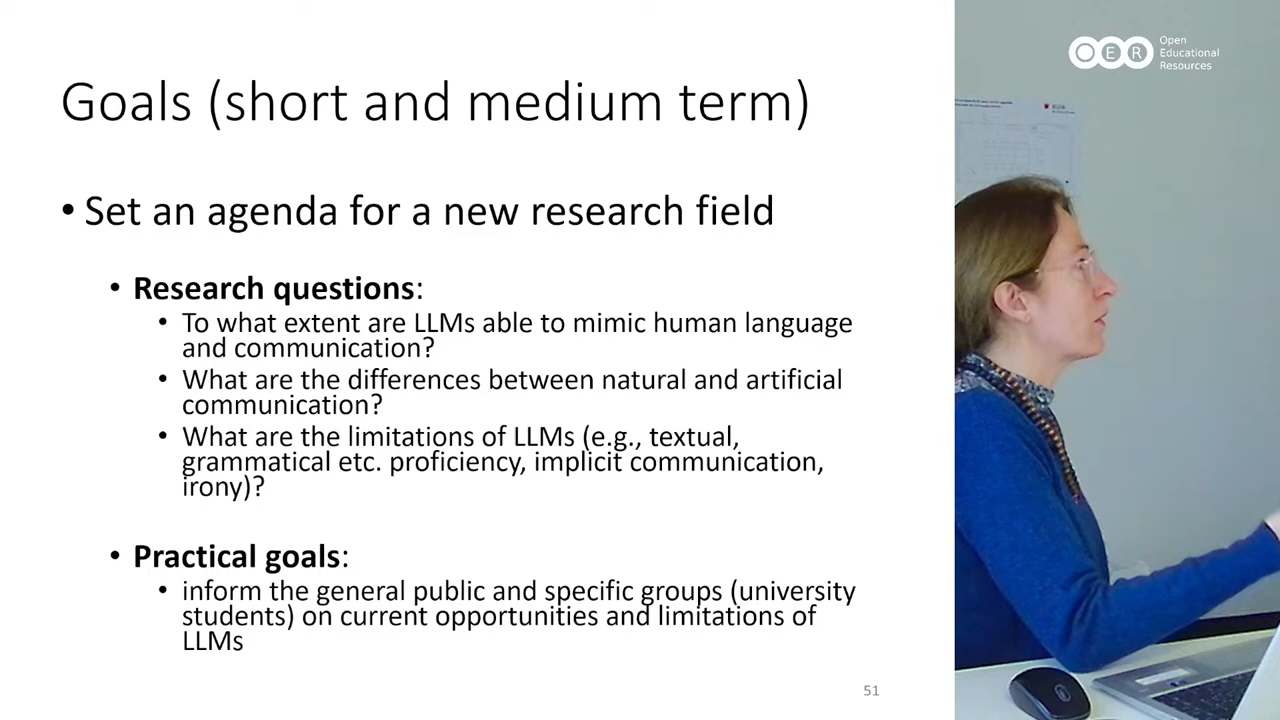 Open
OER Educational
Resources
Goals (short and medium term)
• Set an agenda for a new research field
• Research questions:
• To what extent are LLMs able to mimic human language
and communication?
• What are the differences between natural and artificial
communication?
• What are the limitations of LLMs (e.g., textual,
grammatical etc. proficiency, implicit communication,
irony)?
• Practical goals:
• inform the general public and specific groups (university
students) on current opportunities and limitations of
LLMs
51